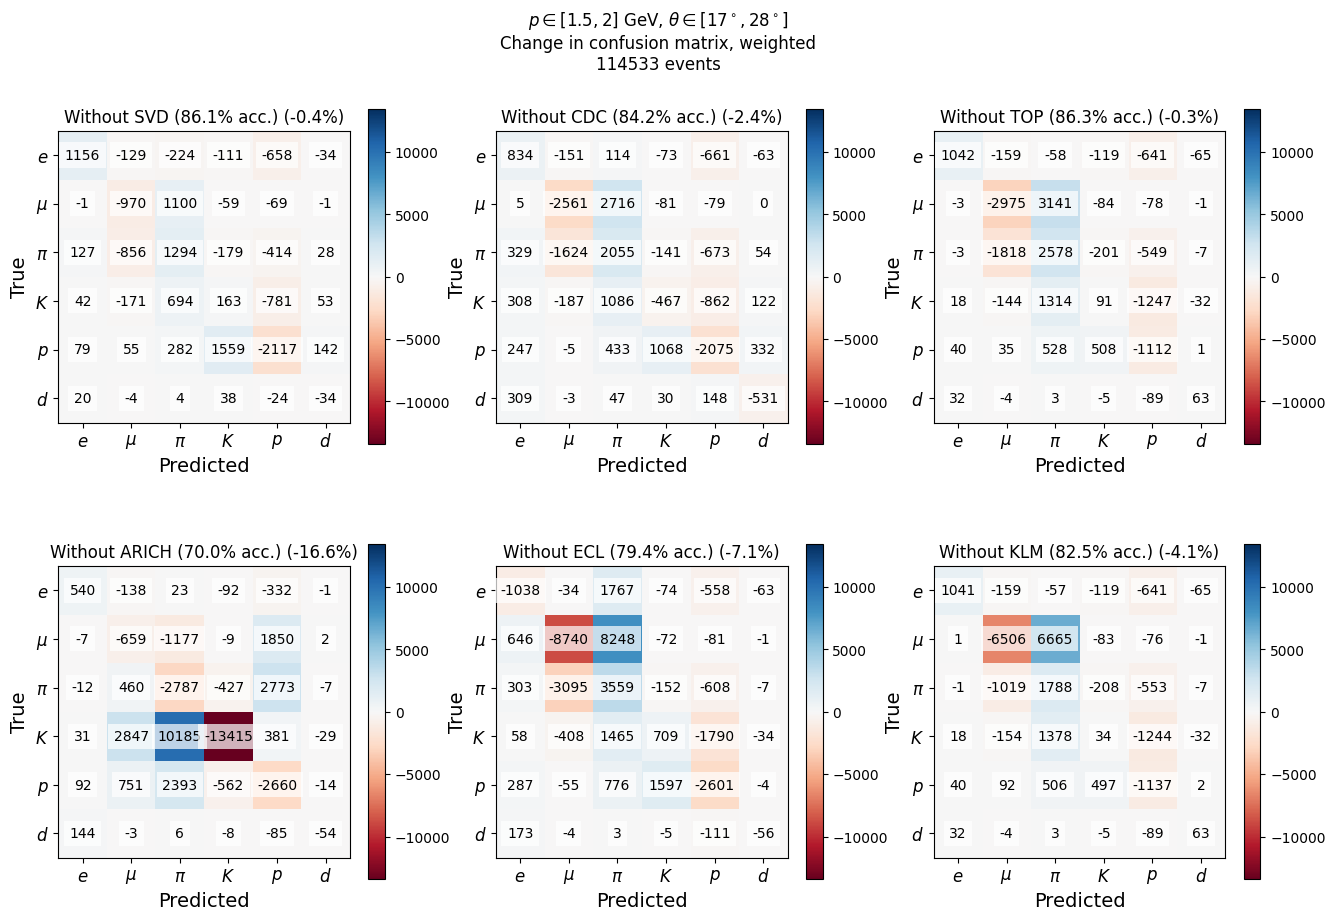 p ∈ [1.5, 2] GeV, θ ∈ [17°, 28°]
Change in confusion matrix, weighted
114533 events
Without SVD (86.1% acc.) (-0.4%)
e 1156 -129 -224 -111 -658 -34
μ -1 -970 1100 -59 -69 -1
π 127 -856 1294 -179 -414 28
K 42 -171 694 163 -781 53
p 79 55 282 1559 -2117 142
d 20 -4 4 38 -24 -34
e μ π K p d
True
Predicted
10000
5000
0
−5000
−10000
Without CDC (84.2% acc.) (-2.4%)
e 834 -151 114 -73 -661 -63
μ 5 -2561 2716 -81 -79 0
π 329 -1624 2055 -141 -673 54
K 308 -187 1086 -467 -862 122
p 247 -5 433 1068 -2075 332
d 309 -3 47 30 148 -531
e μ π K p d
True
Predicted
10000
5000
0
−5000
−10000
Without TOP (86.3% acc.) (-0.3%)
e 1042 -159 -58 -119 -641 -65
μ -3 -2975 3141 -84 -78 -1
π -3 -1818 2578 -201 -549 -7
K 18 -144 1314 91 -1247 -32
p 40 35 528 508 -1112 1
d 32 -4 3 -5 -89 63
e μ π K p d
True
Predicted
10000
5000
0
−5000
−10000
Without ARICH (70.0% acc.) (-16.6%)
e 540 -138 23 -92 -332 -1
μ -7 -659 -1177 -9 1850 2
π -12 460 -2787 -427 2773 -7
K 31 2847 10185 -13415 381 -29
p 92 751 2393 -562 -2660 -14
d 144 -3 6 -8 -85 -54
e μ π K p d
True
Predicted
10000
5000
0
−5000
−10000
Without ECL (79.4% acc.) (-7.1%)
e -1038 -34 1767 -74 -558 -63
μ 646 -8740 8248 -72 -81 -1
π 303 -3095 3559 -152 -608 -7
K 58 -408 1465 709 -1790 -34
p 287 -55 776 1597 -2601 -4
d 173 -4 3 -5 -111 -56
e μ π K p d
True
Predicted
10000
5000
0
−5000
−10000
Without KLM (82.5% acc.) (-4.1%)
e 1041 -159 -57 -119 -641 -65
μ 1 -6506 6665 -83 -76 -1
π -1 -1019 1788 -208 -553 -7
K 18 -154 1378 34 -1244 -32
p 40 92 506 497 -1137 2
d 32 -4 3 -5 -89 63
e μ π K p d
True
Predicted
10000
5000
0
−5000
−10000